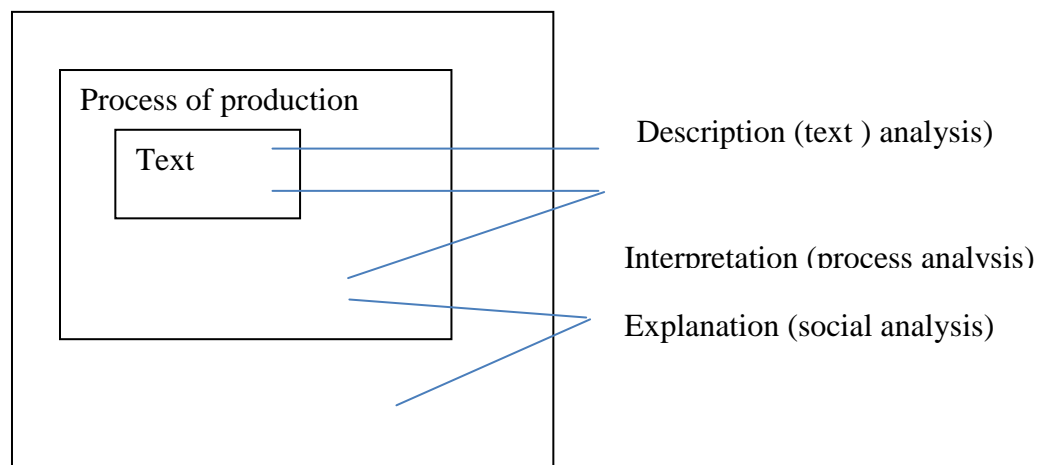 Process of production
Text
Description (text ) analysis)
Interpretation (process analysis)
Explanation (social analysis)